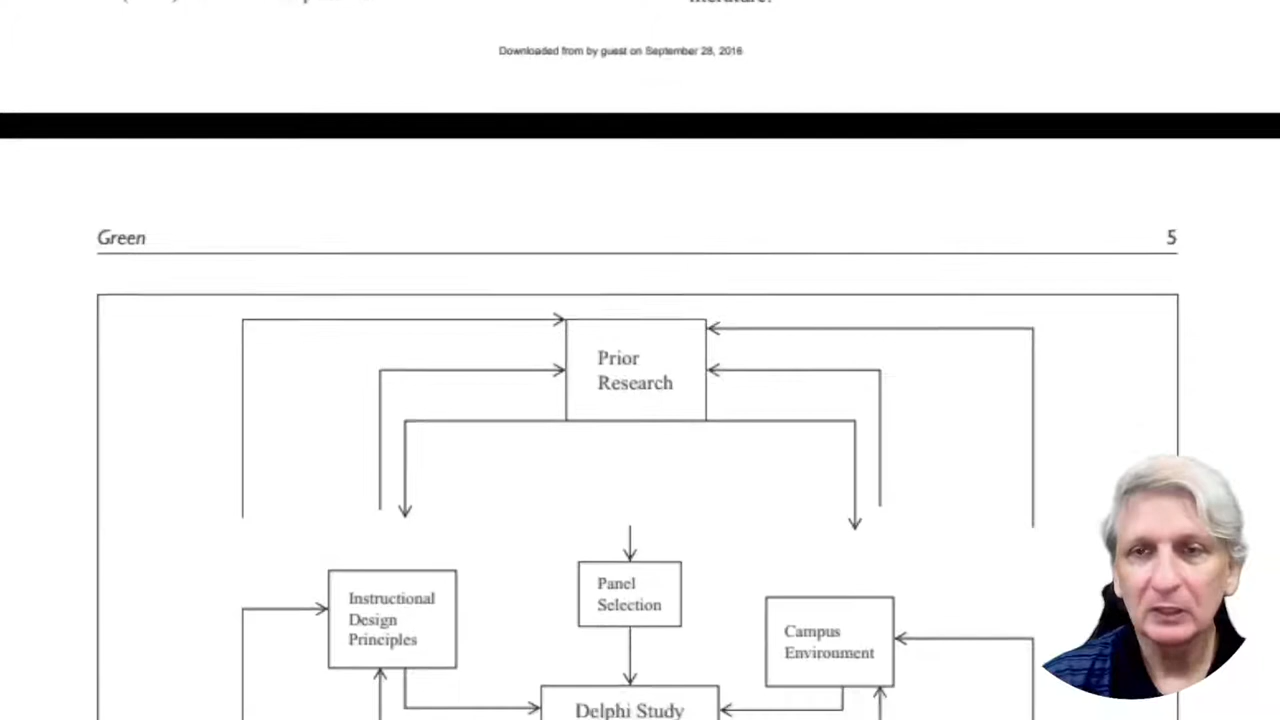 literature?
Downloaded from by guest on September 28, 2016
Green
5
Prior
Research
Instructional
Design
Principles
Panel
Selection
Campus
Environment
Delphi Study